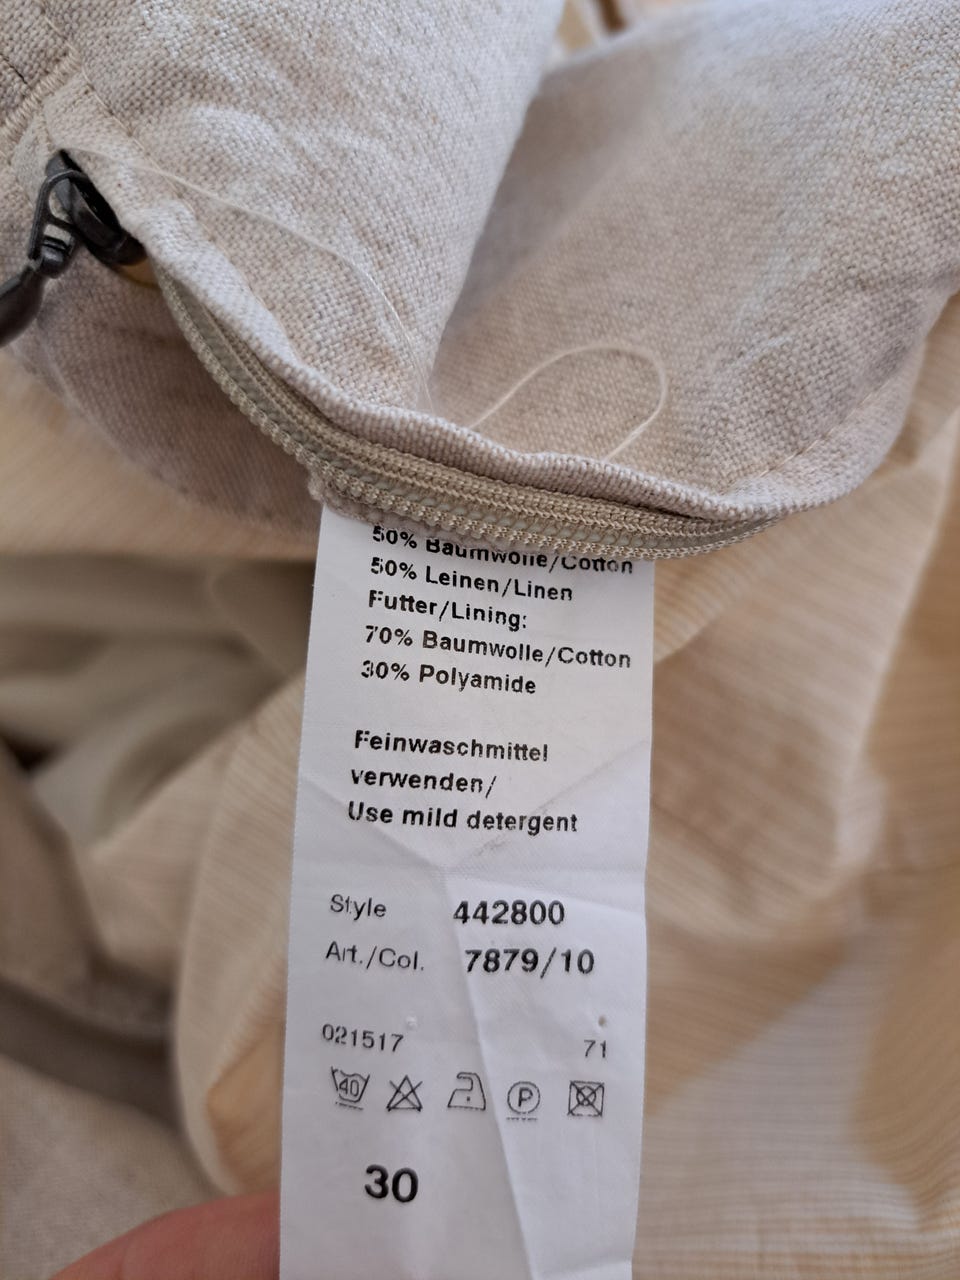 50% Baumwolle/Cotton
50% Leinen/Linen
Futter/Lining:
70% Baumwolle/Cotton
30% Polyamide
Feinwaschmittel
verwenden/
Use mild detergent
Style 442800
Art./Col. 7879/10
021517 71
40 P
30